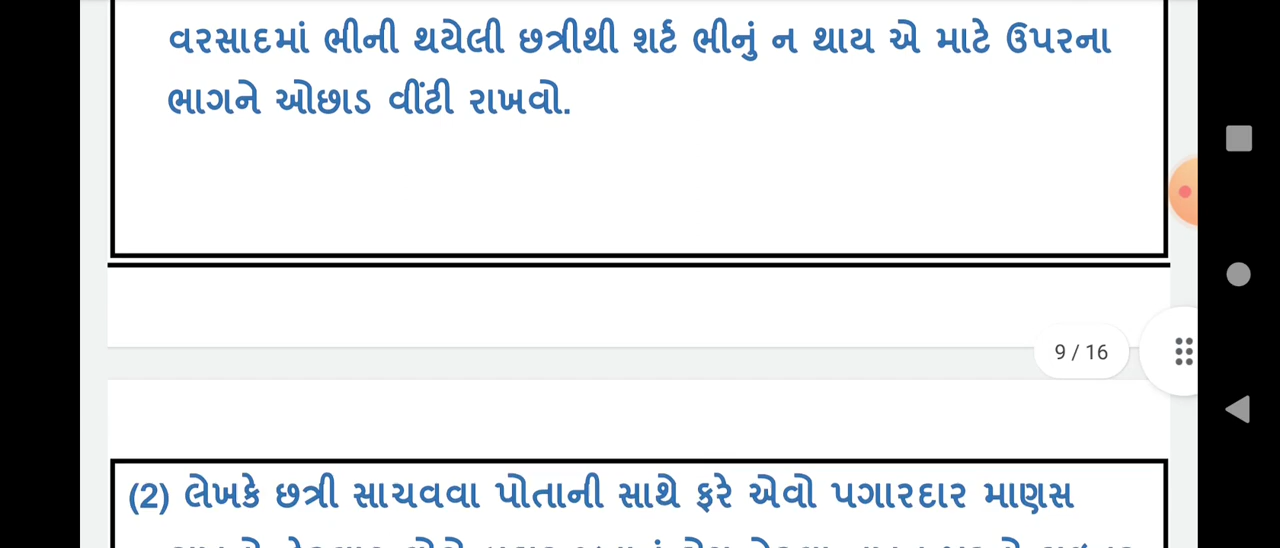 વરસાદમાં ભીની થયેલી છત્રીથી શર્ટ ભીનું ન થાય એ માટે ઉપરના
ભાગને ઓછાડ વીંટી રાખવો.
9 / 16
(2) લેખકે છત્રી સાચવવા પોતાની સાથે ફરે એવો પગારદાર માણસ